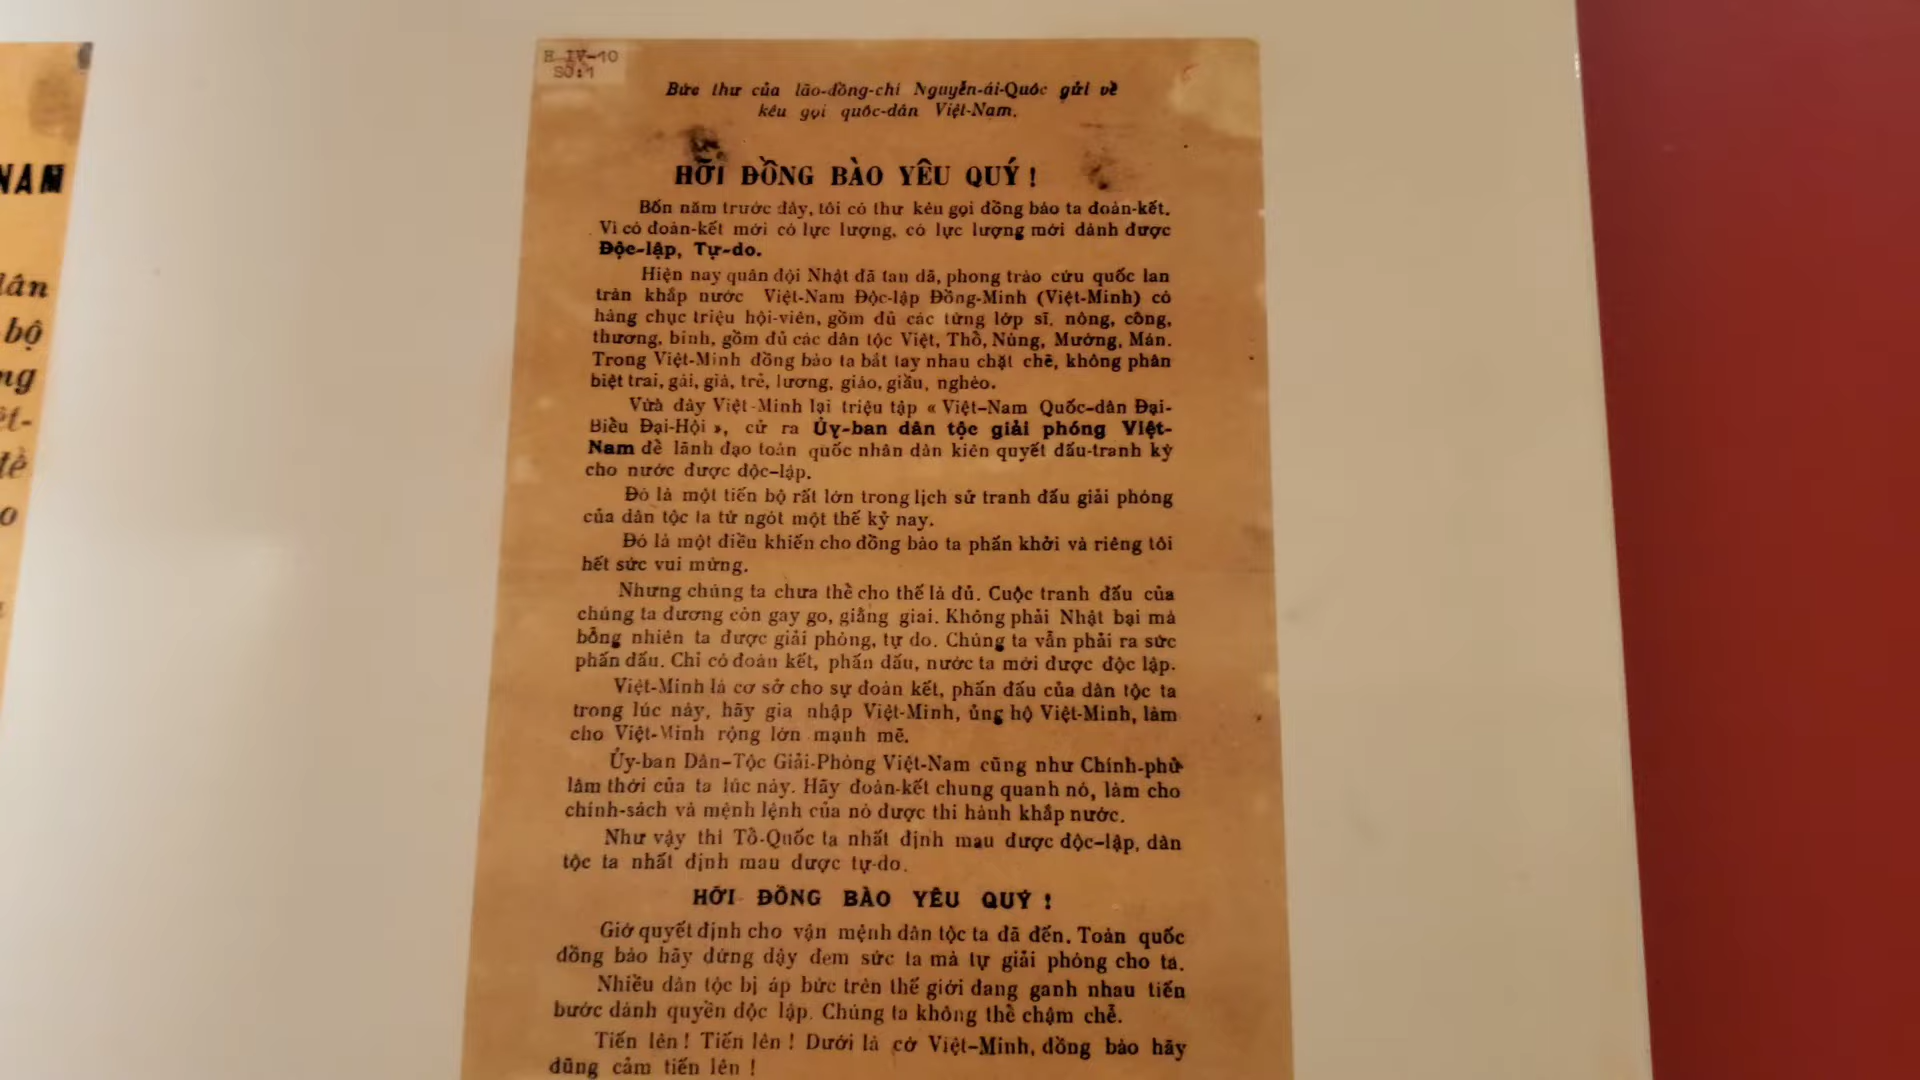 NAM
dân
bộ
ng
ệt-
để
o
H IV-10
Số:1
Bức thư của lão-đồng-chí Nguyễn-ái-Quốc gửi về
kêu gọi quốc-dân Việt-Nam.
HỠI ĐỒNG BÀO YÊU QUÝ !
Bốn năm trước đây, tôi có thư kêu gọi đồng bào ta đoàn-kết.
Vì có đoàn-kết mới có lực lượng, có lực lượng mới dành được
Độc-lập, Tự-do.
Hiện nay quân đội Nhật đã tan dã, phong trào cứu quốc lan
tràn khắp nước Việt-Nam Độc-lập Đồng-Minh (Việt-Minh) có
hàng chục triệu hội-viên, gồm đủ các từng lớp sĩ, nông, công,
thương, binh, gồm đủ các dân tộc Việt, Thổ, Nùng, Mường, Mán.
Trong Việt-Minh đồng bào ta bắt tay nhau chặt chẽ, không phân
biệt trai, gái, già, trẻ, lương, giáo, giầu, nghèo.
Vừa đây Việt-Minh lại triệu tập « Việt-Nam Quốc-dân Đại-
Biểu Đại-Hội », cử ra Ủy-ban dân tộc giải phóng Việt-
Nam để lãnh đạo toàn quốc nhân dân kiên quyết đấu-tranh kỳ
cho nước được độc-lập.
Đó là một tiến bộ rất lớn trong lịch sử tranh đấu giải phóng
của dân tộc ta từ ngót một thế kỷ nay.
Đó là một điều khiến cho đồng bào ta phấn khởi và riêng tôi
hết sức vui mừng.
Nhưng chúng ta chưa thể cho thế là đủ. Cuộc tranh đấu của
chúng ta đương còn gay go, giằng giai. Không phải Nhật bại mà
bỗng nhiên ta được giải phóng, tự do. Chúng ta vẫn phải ra sức
phấn đấu. Chỉ có đoàn kết, phấn đấu, nước ta mới được độc lập.
Việt-Minh là cơ sở cho sự đoàn kết, phấn đấu của dân tộc ta
trong lúc này, hãy gia nhập Việt-Minh, ủng hộ Việt-Minh, làm
cho Việt-Minh rộng lớn mạnh mẽ.
Ủy-ban Dân-Tộc Giải-Phóng Việt-Nam cũng như Chính-phủ
lâm thời của ta lúc này. Hãy đoàn-kết chung quanh nó, làm cho
chính-sách và mệnh lệnh của nó được thi hành khắp nước.
Như vậy thì Tổ-Quốc ta nhất định mau được độc-lập, dân
tộc ta nhất định mau được tự-do.
HỠI ĐỒNG BÀO YÊU QUÝ !
Giờ quyết định cho vận mệnh dân tộc ta đã đến. Toàn quốc
đồng bào hãy đứng dậy đem sức ta mà tự giải phóng cho ta.
Nhiều dân tộc bị áp bức trên thế giới đang ganh nhau tiến
bước dành quyền độc lập. Chúng ta không thể chậm chễ.
Tiến lên ! Tiến lên ! Dưới lá cờ Việt-Minh, đồng bào hãy
dũng cảm tiến lên !